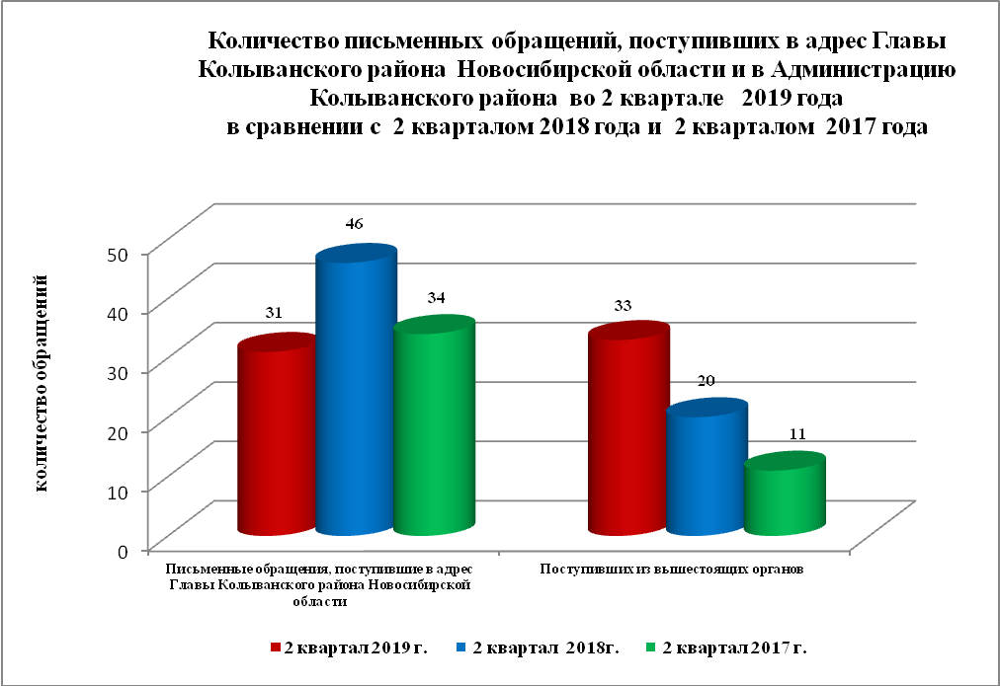 Количество письменных обращений, поступивших в адрес Главы
Колыванского района Новосибирской области и в Администрацию
Колыванского района во 2 квартале 2019 года
в сравнении с 2 кварталом 2018 года и 2 кварталом 2017 года
количество обращений
50
40
30
20
10
0
31
46
34
33
20
11
Письменные обращения, поступившие в адрес
Главы Колыванского района Новосибирской
области
Поступивших из вышестоящих органов
2 квартал 2019 г.
2 квартал 2018г.
2 квартал 2017 г.